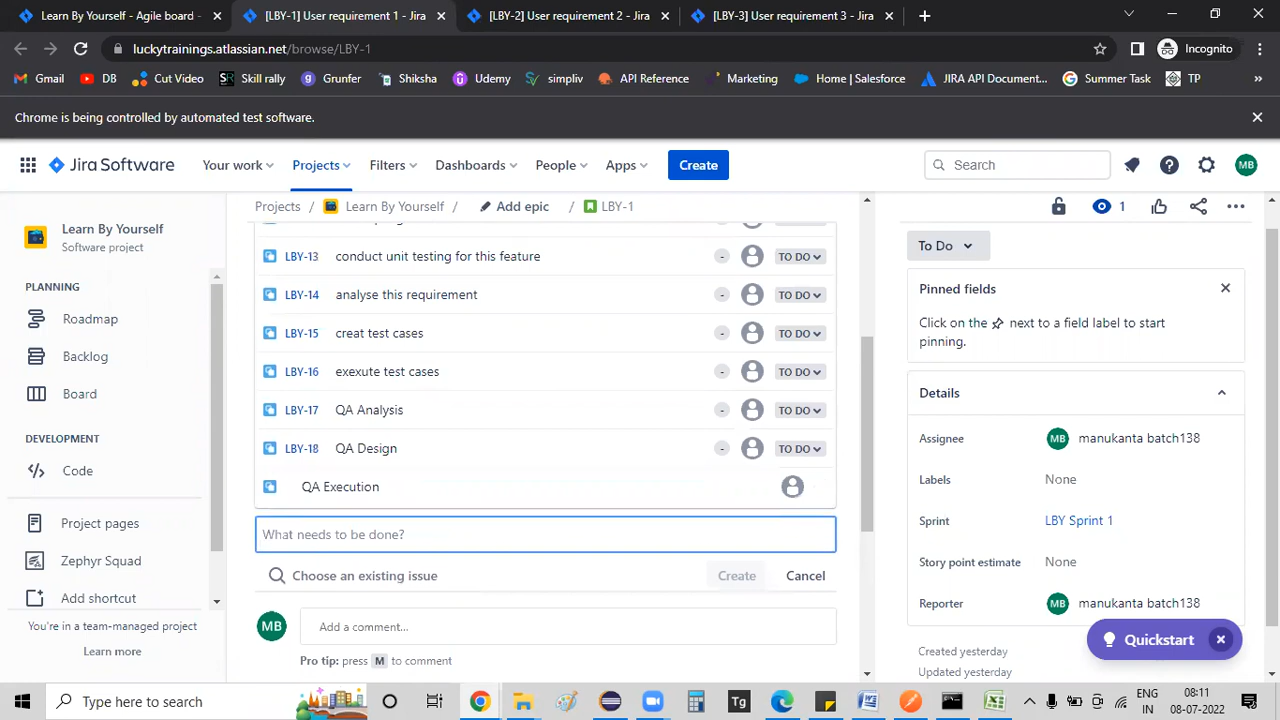 Learn By Yourself - Agile board -
[LBY-1] User requirement 1 - Jira
[LBY-2] User requirement 2 - Jira
[LBY-3] User requirement 3 - Jira
luckytrainings.atlassian.net/browse/LBY-1
Incognito
Gmail
DB
Cut Video
Skill rally
Grunfer
Shiksha
Udemy
simpliv
API Reference
Marketing
Home | Salesforce
JIRA API Document...
Summer Task
TP
»
Chrome is being controlled by automated test software.
Jira Software
Your work
Projects
Filters
Dashboards
People
Apps
Create
Search
MB
Learn By Yourself
Software project
PLANNING
Roadmap
Backlog
Board
DEVELOPMENT
Code
Project pages
Zephyr Squad
Add shortcut
You're in a team-managed project
Learn more
Projects / Learn By Yourself / Add epic / LBY-1
LBY-13 conduct unit testing for this feature - TO DO
LBY-14 analyse this requirement - TO DO
LBY-15 creat test cases - TO DO
LBY-16 exexute test cases - TO DO
LBY-17 QA Analysis - TO DO
LBY-18 QA Design - TO DO
QA Execution
What needs to be done?
Choose an existing issue
Create
Cancel
MB
Add a comment...
Pro tip: press M to comment
1
To Do
Pinned fields
Click on the next to a field label to start
pinning.
Details
Assignee MB manukanta batch138
Labels None
Sprint LBY Sprint 1
Story point estimate None
Reporter MB manukanta batch138
Quickstart
Created yesterday
Updated yesterday
Type here to search
Tg
ENG
IN
08:11
08-07-2022